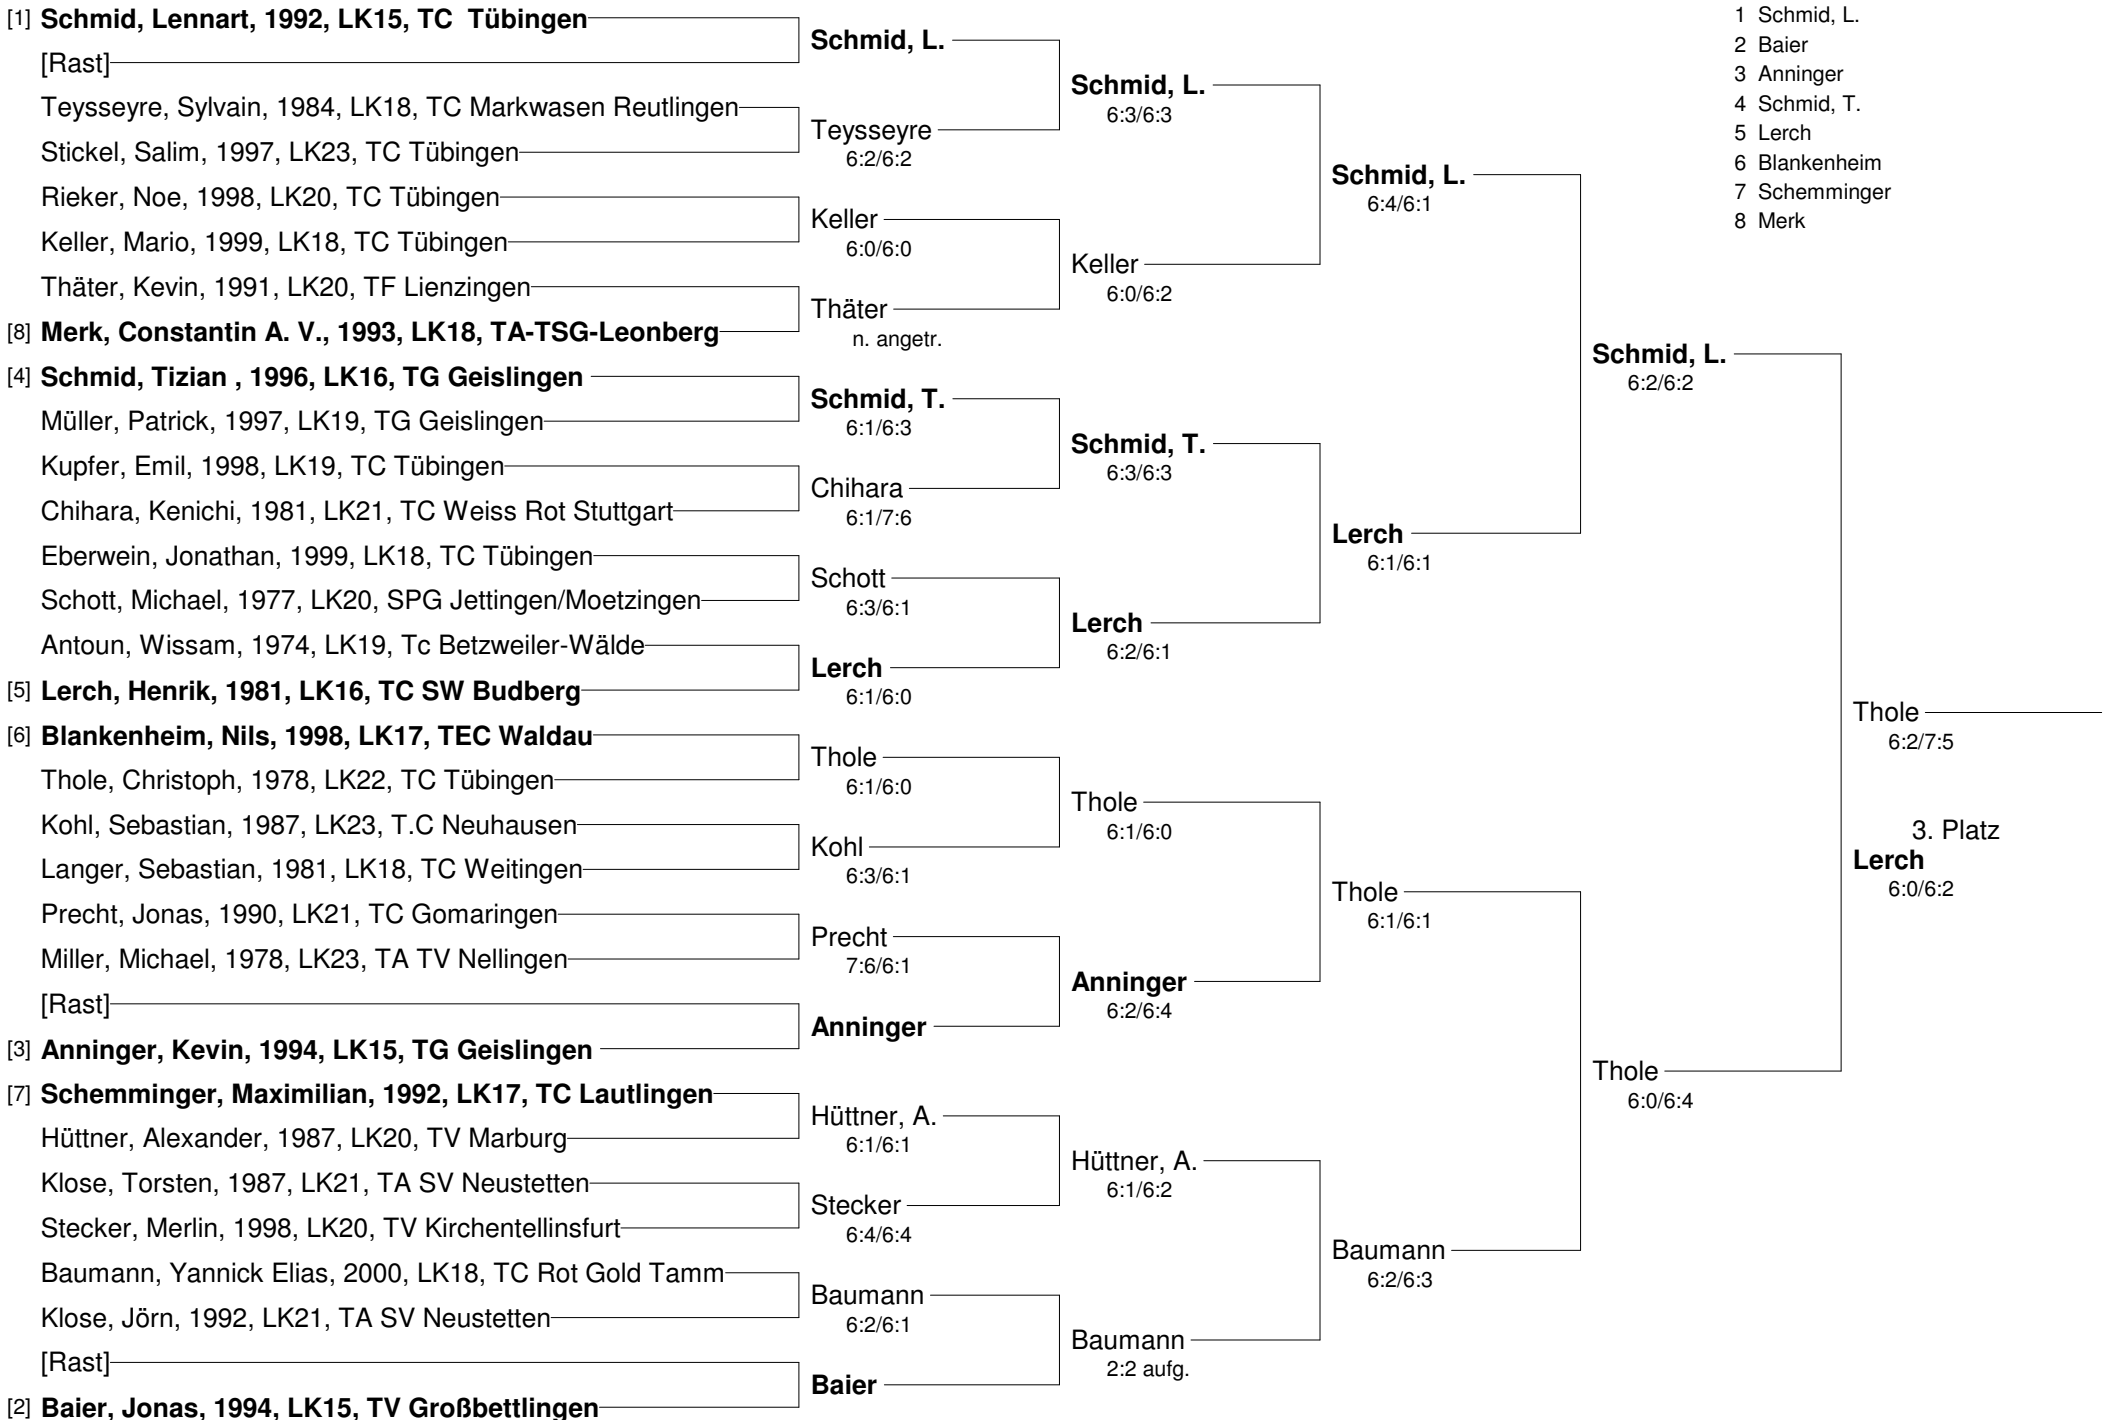 [1] Schmid, Lennart, 1992, LK15, TC Tübingen
[Rast]
Teysseyre, Sylvain, 1984, LK18, TC Markwasen Reutlingen
Stickel, Salim, 1997, LK23, TC Tübingen
Rieker, Noe, 1998, LK20, TC Tübingen
Keller, Mario, 1999, LK18, TC Tübingen
Thäter, Kevin, 1991, LK20, TF Lienzingen
[8] Merk, Constantin A. V., 1993, LK18, TA-TSG-Leonberg
[4] Schmid, Tizian , 1996, LK16, TG Geislingen
Müller, Patrick, 1997, LK19, TG Geislingen
Kupfer, Emil, 1998, LK19, TC Tübingen
Chihara, Kenichi, 1981, LK21, TC Weiss Rot Stuttgart
Eberwein, Jonathan, 1999, LK18, TC Tübingen
Schott, Michael, 1977, LK20, SPG Jettingen/Moetzingen
Antoun, Wissam, 1974, LK19, Tc Betzweiler-Wälde
[5] Lerch, Henrik, 1981, LK16, TC SW Budberg
[6] Blankenheim, Nils, 1998, LK17, TEC Waldau
Thole, Christoph, 1978, LK22, TC Tübingen
Kohl, Sebastian, 1987, LK23, T.C Neuhausen
Langer, Sebastian, 1981, LK18, TC Weitingen
Precht, Jonas, 1990, LK21, TC Gomaringen
Miller, Michael, 1978, LK23, TA TV Nellingen
[Rast]
[3] Anninger, Kevin, 1994, LK15, TG Geislingen
[7] Schemminger, Maximilian, 1992, LK17, TC Lautlingen
Hüttner, Alexander, 1987, LK20, TV Marburg
Klose, Torsten, 1987, LK21, TA SV Neustetten
Stecker, Merlin, 1998, LK20, TV Kirchentellinsfurt
Baumann, Yannick Elias, 2000, LK18, TC Rot Gold Tamm
Klose, Jörn, 1992, LK21, TA SV Neustetten
[Rast]
[2] Baier, Jonas, 1994, LK15, TV Großbettlingen
Schmid, L.
Teysseyre
6:2/6:2
Keller
6:0/6:0
Thäter
n. angetr.
Schmid, T.
6:1/6:3
Chihara
6:1/7:6
Schott
6:3/6:1
Lerch
6:1/6:0
Thole
6:1/6:0
Kohl
6:3/6:1
Precht
7:6/6:1
Anninger
Hüttner, A.
6:1/6:1
Stecker
6:4/6:4
Baumann
6:2/6:1
Baier
Schmid, L.
6:3/6:3
Keller
6:0/6:2
Schmid, T.
6:3/6:3
Lerch
6:2/6:1
Thole
6:1/6:0
Anninger
6:2/6:4
Hüttner, A.
6:1/6:2
Baumann
2:2 aufg.
Schmid, L.
6:4/6:1
Lerch
6:1/6:1
Thole
6:1/6:1
Baumann
6:2/6:3
Schmid, L.
6:2/6:2
Thole
6:0/6:4
Thole
6:2/7:5
3. Platz
Lerch
6:0/6:2
1 Schmid, L.
2 Baier
3 Anninger
4 Schmid, T.
5 Lerch
6 Blankenheim
7 Schemminger
8 Merk